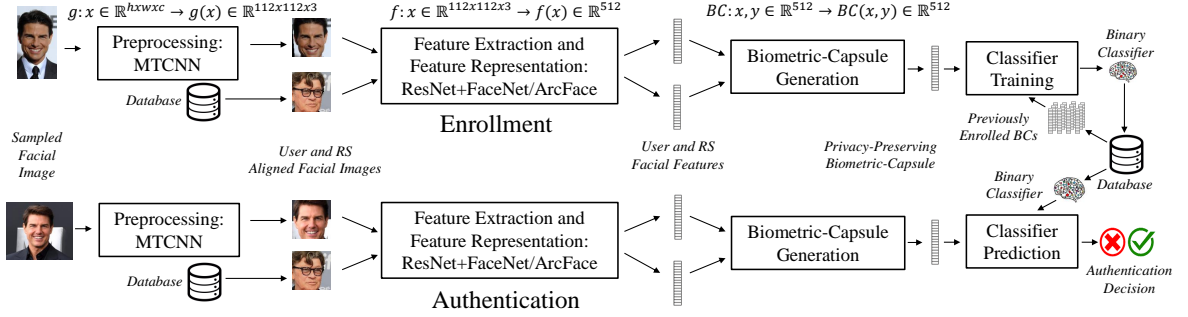 g: x ∈ ℝ^{hxwxc} → g(x) ∈ ℝ^{112x112x3}
f: x ∈ ℝ^{112x112x3} → f(x) ∈ ℝ^{512}
BC: x, y ∈ ℝ^{512} → BC(x, y) ∈ ℝ^{512}
Preprocessing:
MTCNN
Database
Feature Extraction and
Feature Representation:
ResNet+FaceNet/ArcFace
Enrollment
Biometric-Capsule
Generation
Classifier
Training
Binary
Classifier
Sampled
Facial
Image
User and RS
Aligned Facial Images
User and RS
Facial Features
Privacy-Preserving
Biometric-Capsule
Previously
Enrolled BCs
Database
Binary
Classifier
Preprocessing:
MTCNN
Database
Feature Extraction and
Feature Representation:
ResNet+FaceNet/ArcFace
Authentication
Biometric-Capsule
Generation
Classifier
Prediction
Authentication
Decision